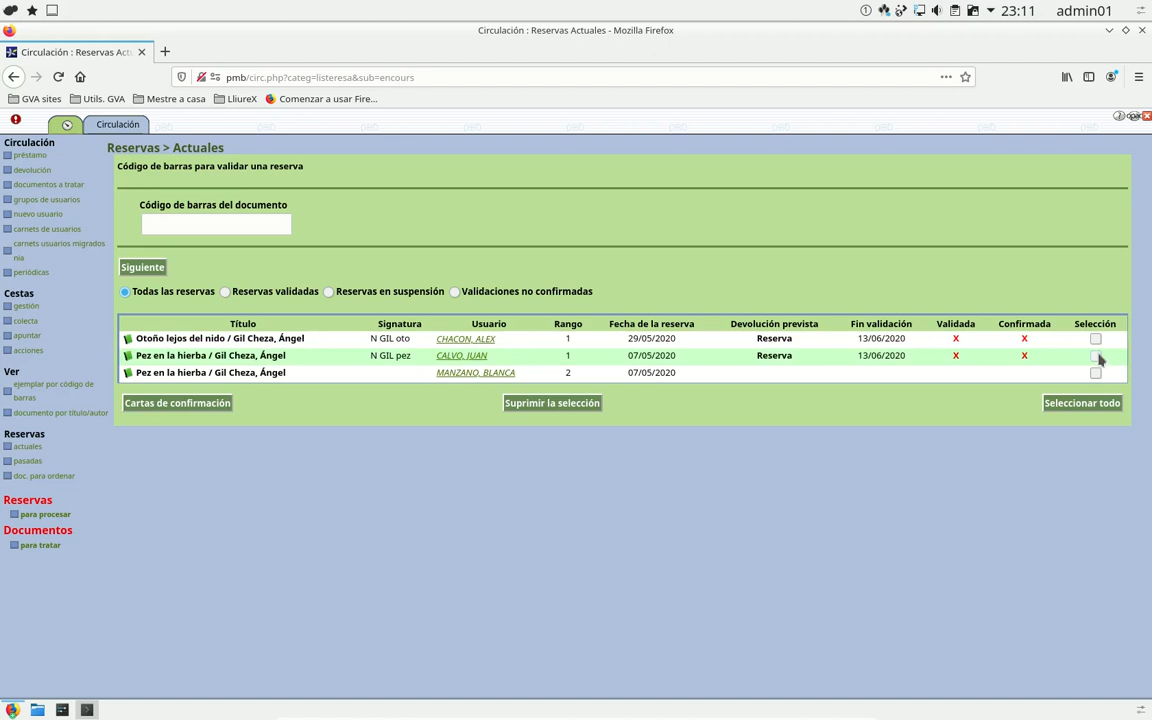 23:11 admin01
Circulación : Reservas Actuales - Mozilla Firefox
Circulación : Reservas Actu
pmb/circ.php?categ=listeresa&sub=encours
GVA sites Utils. GVA Mestre a casa LliureX Comenzar a usar Fire...
Circulación
Circulación
préstamo
devolución
documentos a tratar
grupos de usuarios
nuevo usuario
carnets de usuarios
carnets usuarios migrados
nia
periódicas
Cestas
gestión
colecta
apuntar
acciones
Ver
ejemplar por código de
barras
documento por título/autor
Reservas
actuales
pasadas
doc. para ordenar
Reservas
para procesar
Documentos
para tratar
Reservas > Actuales
Código de barras para validar una reserva
Código de barras del documento
Siguiente
Todas las reservas Reservas validadas Reservas en suspensión Validaciones no confirmadas
Título Signatura Usuario Rango Fecha de la reserva Devolución prevista Fin validación Validada Confirmada Selección
Otoño lejos del nido / Gil Cheza, Ángel N GIL oto CHACON, ALEX 1 29/05/2020 Reserva 13/06/2020 X X
Pez en la hierba / Gil Cheza, Ángel N GIL pez CALVO, JUAN 1 07/05/2020 Reserva 13/06/2020 X X
Pez en la hierba / Gil Cheza, Ángel MANZANO, BLANCA 2 07/05/2020
Cartas de confirmación Suprimir la selección Seleccionar todo